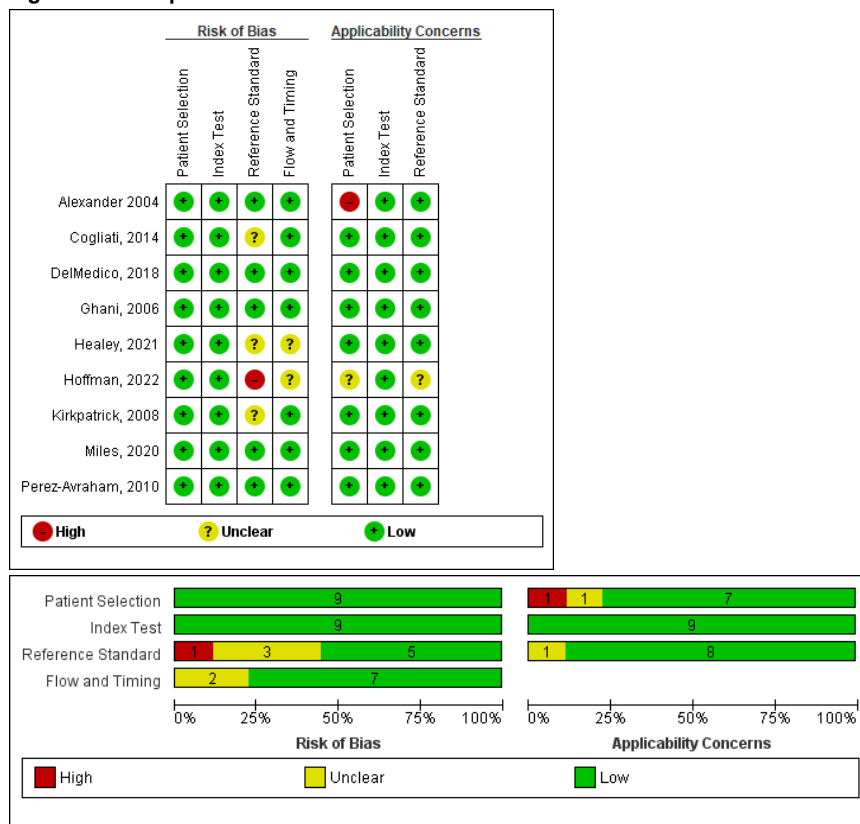 Risk of Bias
Applicability Concerns
Patient Selection
Index Test
Reference Standard
Flow and Timing
Patient Selection
Index Test
Reference Standard
Alexander 2004 + + + + - + +
Cogliati, 2014 + + ? + + + +
DelMedico, 2018 + + + + + + +
Ghani, 2006 + + + + + + +
Healey, 2021 + + ? ? + + +
Hoffman, 2022 + + - ? ? + ?
Kirkpatrick, 2008 + + ? + + + +
Miles, 2020 + + + + + + +
Perez-Avraham, 2010 + + + + + + +
- High ? Unclear + Low
Patient Selection 9 1 1 7
Index Test 9 9
Reference Standard 1 3 5 1 8
Flow and Timing 2 7
0% 25% 50% 75% 100% 0% 25% 50% 75% 100%
Risk of Bias Applicability Concerns
High Unclear Low